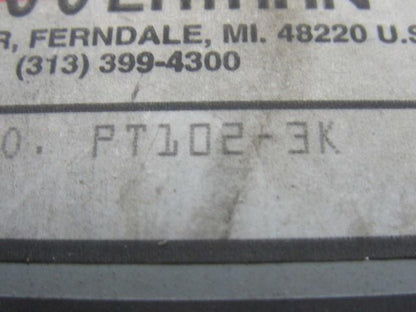 R, FERNDALE, MI. 48220 U.S
(313) 399-4300
O. PT102-3K